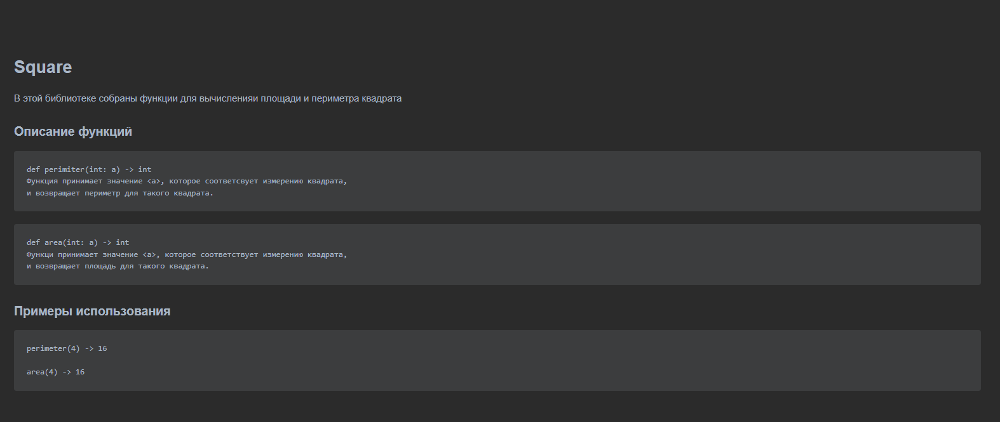 Square
В этой библиотеке собраны функции для вычисленияи площади и периметра квадрата
Описание функций
def perimiter(int: a) -> int
Функция принимает значение <a>, которое соответсвует измерению квадрата,
и возвращает периметр для такого квадрата.
def area(int: a) -> int
Функци принимает значение <a>, которое соответствует измерению квадрата,
и возвращает площадь для такого квадрата.
Примеры использования
perimeter(4) -> 16
area(4) -> 16